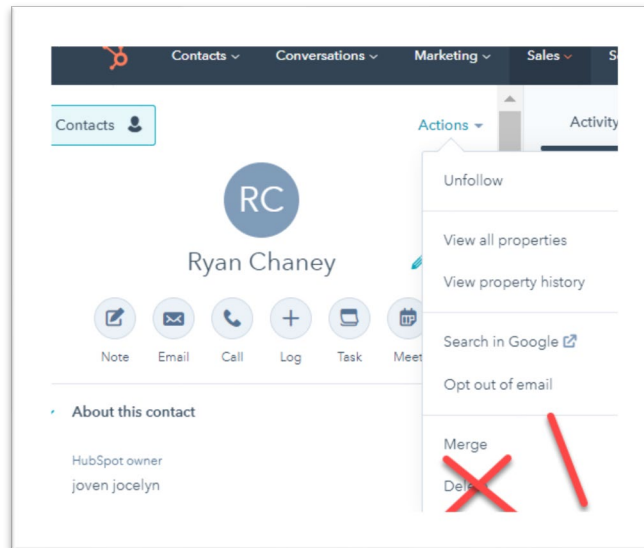 Contacts Conversations Marketing Sales
Contacts Actions Activity
RC
Ryan Chaney
Note Email Call Log Task Meet
About this contact
HubSpot owner
joven jocelyn
Unfollow
View all properties
View property history
Search in Google
Opt out of email
Merge